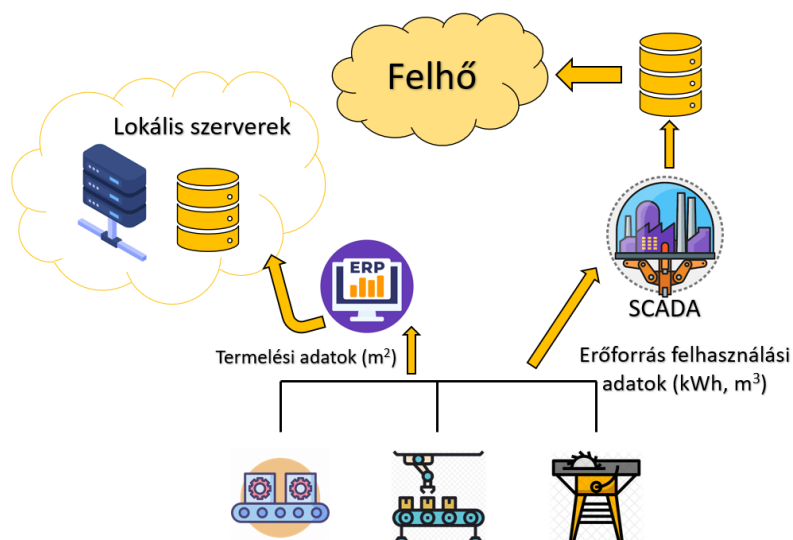 Felhő
Lokális szerverek
ERP
SCADA
Termelési adatok (m²)
Erőforrás felhasználási
adatok (kWh, m³)